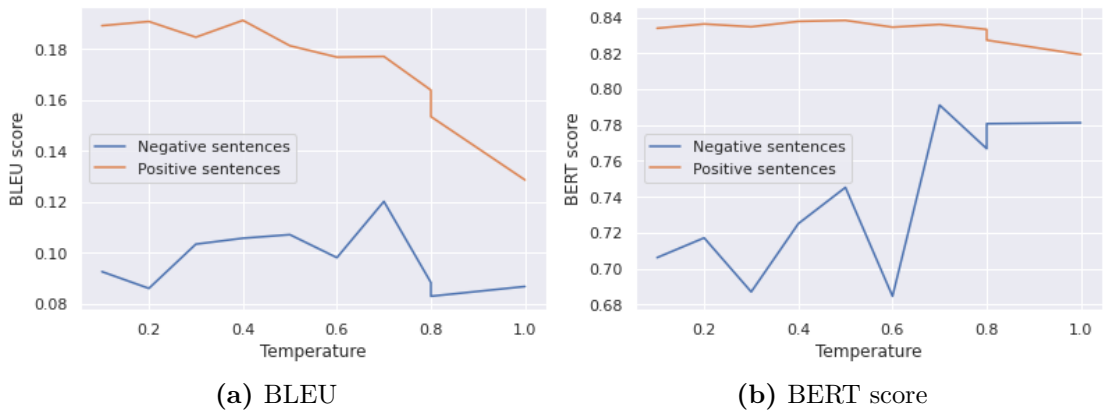 BLEU score
0.18
0.16
0.14
0.12
0.10
0.08
Negative sentences
Positive sentences
0.2 0.4 0.6 0.8 1.0
Temperature
(a) BLEU
BERT score
0.84
0.82
0.80
0.78
0.76
0.74
0.72
0.70
0.68
Negative sentences
Positive sentences
0.2 0.4 0.6 0.8 1.0
Temperature
(b) BERT score